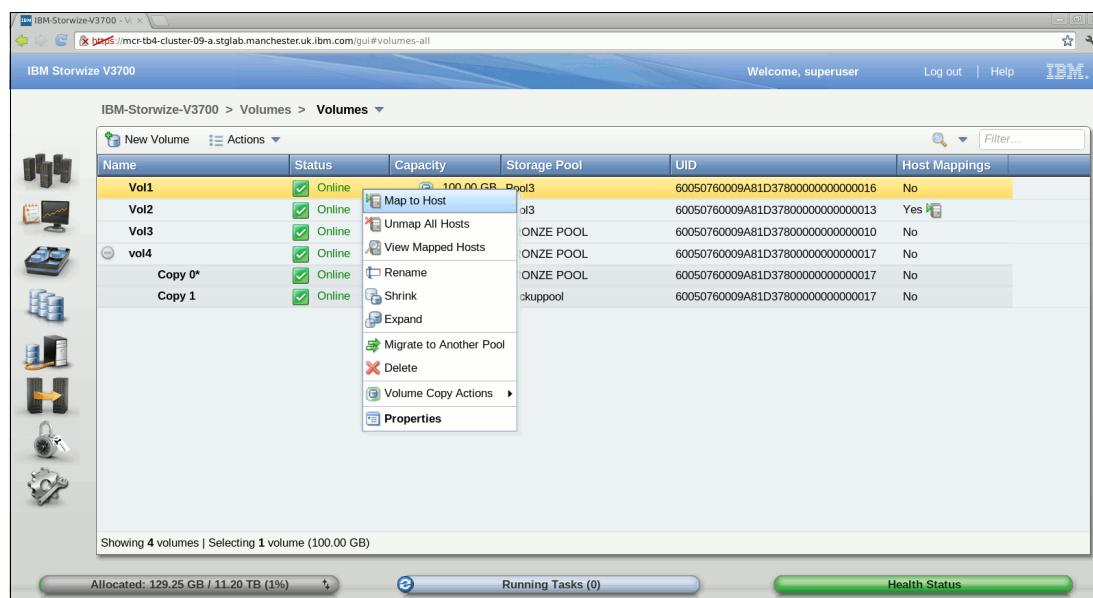 IBM-Storwize-V3700 - V
https://mcr-tb4-cluster-09-a.stglab.manchester.uk.ibm.com/gui#volumes-all
IBM Storwize V3700 Welcome, superuser Log out | Help IBM.
IBM-Storwize-V3700 > Volumes > Volumes
New Volume Actions Filter...
Name Status Capacity Storage Pool UID Host Mappings
Vol1 Online 100.00 GB Pool3 60050760009A81D37800000000000016 No
Map to Host
Vol2 Online ol3 60050760009A81D37800000000000013 Yes
Unmap All Hosts
Vol3 Online ONZE POOL 60050760009A81D37800000000000010 No
View Mapped Hosts
vol4 Online ONZE POOL 60050760009A81D37800000000000017 No
Copy 0* Online ONZE POOL 60050760009A81D37800000000000017 No
Rename
Copy 1 Online ckuppool 60050760009A81D37800000000000017 No
Shrink
Expand
Migrate to Another Pool
Delete
Volume Copy Actions
Properties
Showing 4 volumes | Selecting 1 volume (100.00 GB)
Allocated: 129.25 GB / 11.20 TB (1%) Running Tasks (0) Health Status